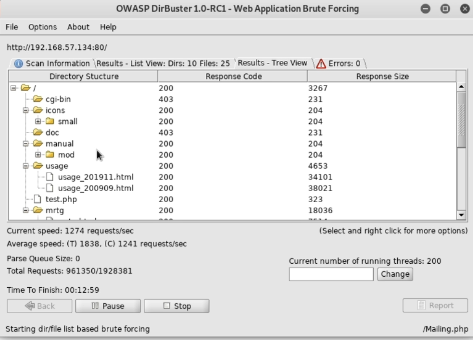 OWASP DirBuster 1.0-RC1 - Web Application Brute Forcing
File Options About Help
http://192.168.57.134:80/
Scan Information Results - List View: Dirs: 10 Files: 25 Results - Tree View Errors: 0
Directory Stucture Response Code Response Size
/ 200 3267
cgi-bin 403 231
icons 200 204
small 200 204
doc 403 231
manual 200 204
mod 200 204
usage 200 4653
usage_201911.html 200 34101
usage_200909.html 200 38021
test.php 200 323
mrtg 200 18036
Current speed: 1274 requests/sec (Select and right click for more options)
Average speed: (T) 1838, (C) 1241 requests/sec
Parse Queue Size: 0
Current number of running threads: 200
Total Requests: 961350/1928381
Change
Time To Finish: 00:12:59
Back Pause Stop Report
Starting dir/file list based brute forcing /Mailing.php